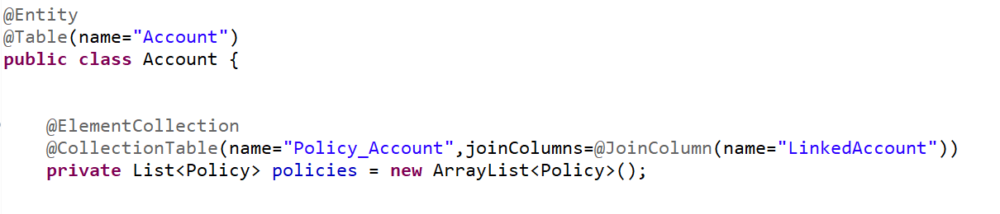 @Entity
@Table(name="Account")
public class Account {
@ElementCollection
@CollectionTable(name="Policy_Account",joinColumns=@JoinColumn(name="LinkedAccount"))
private List<Policy> policies = new ArrayList<Policy>();